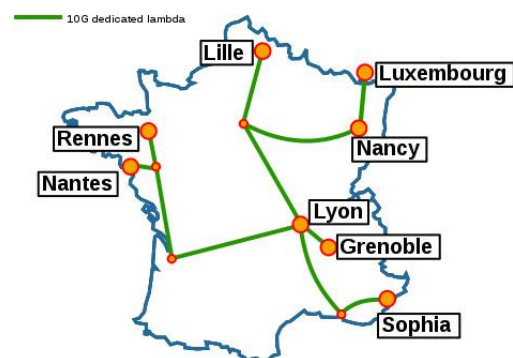 10G dedicated lambda
Lille
Luxembourg
Rennes
Nancy
Nantes
Lyon
Grenoble
Sophia